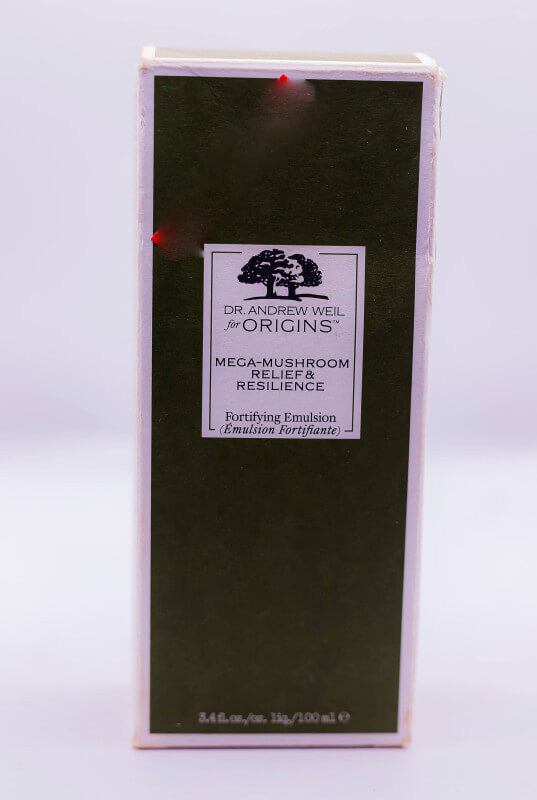 DR. ANDREW WEIL
for ORIGINS™
MEGA-MUSHROOM
RELIEF &
RESILIENCE
Fortifying Emulsion
(Émulsion Fortifiante)
3.4 fl. oz./oz. liq./100 ml ℮